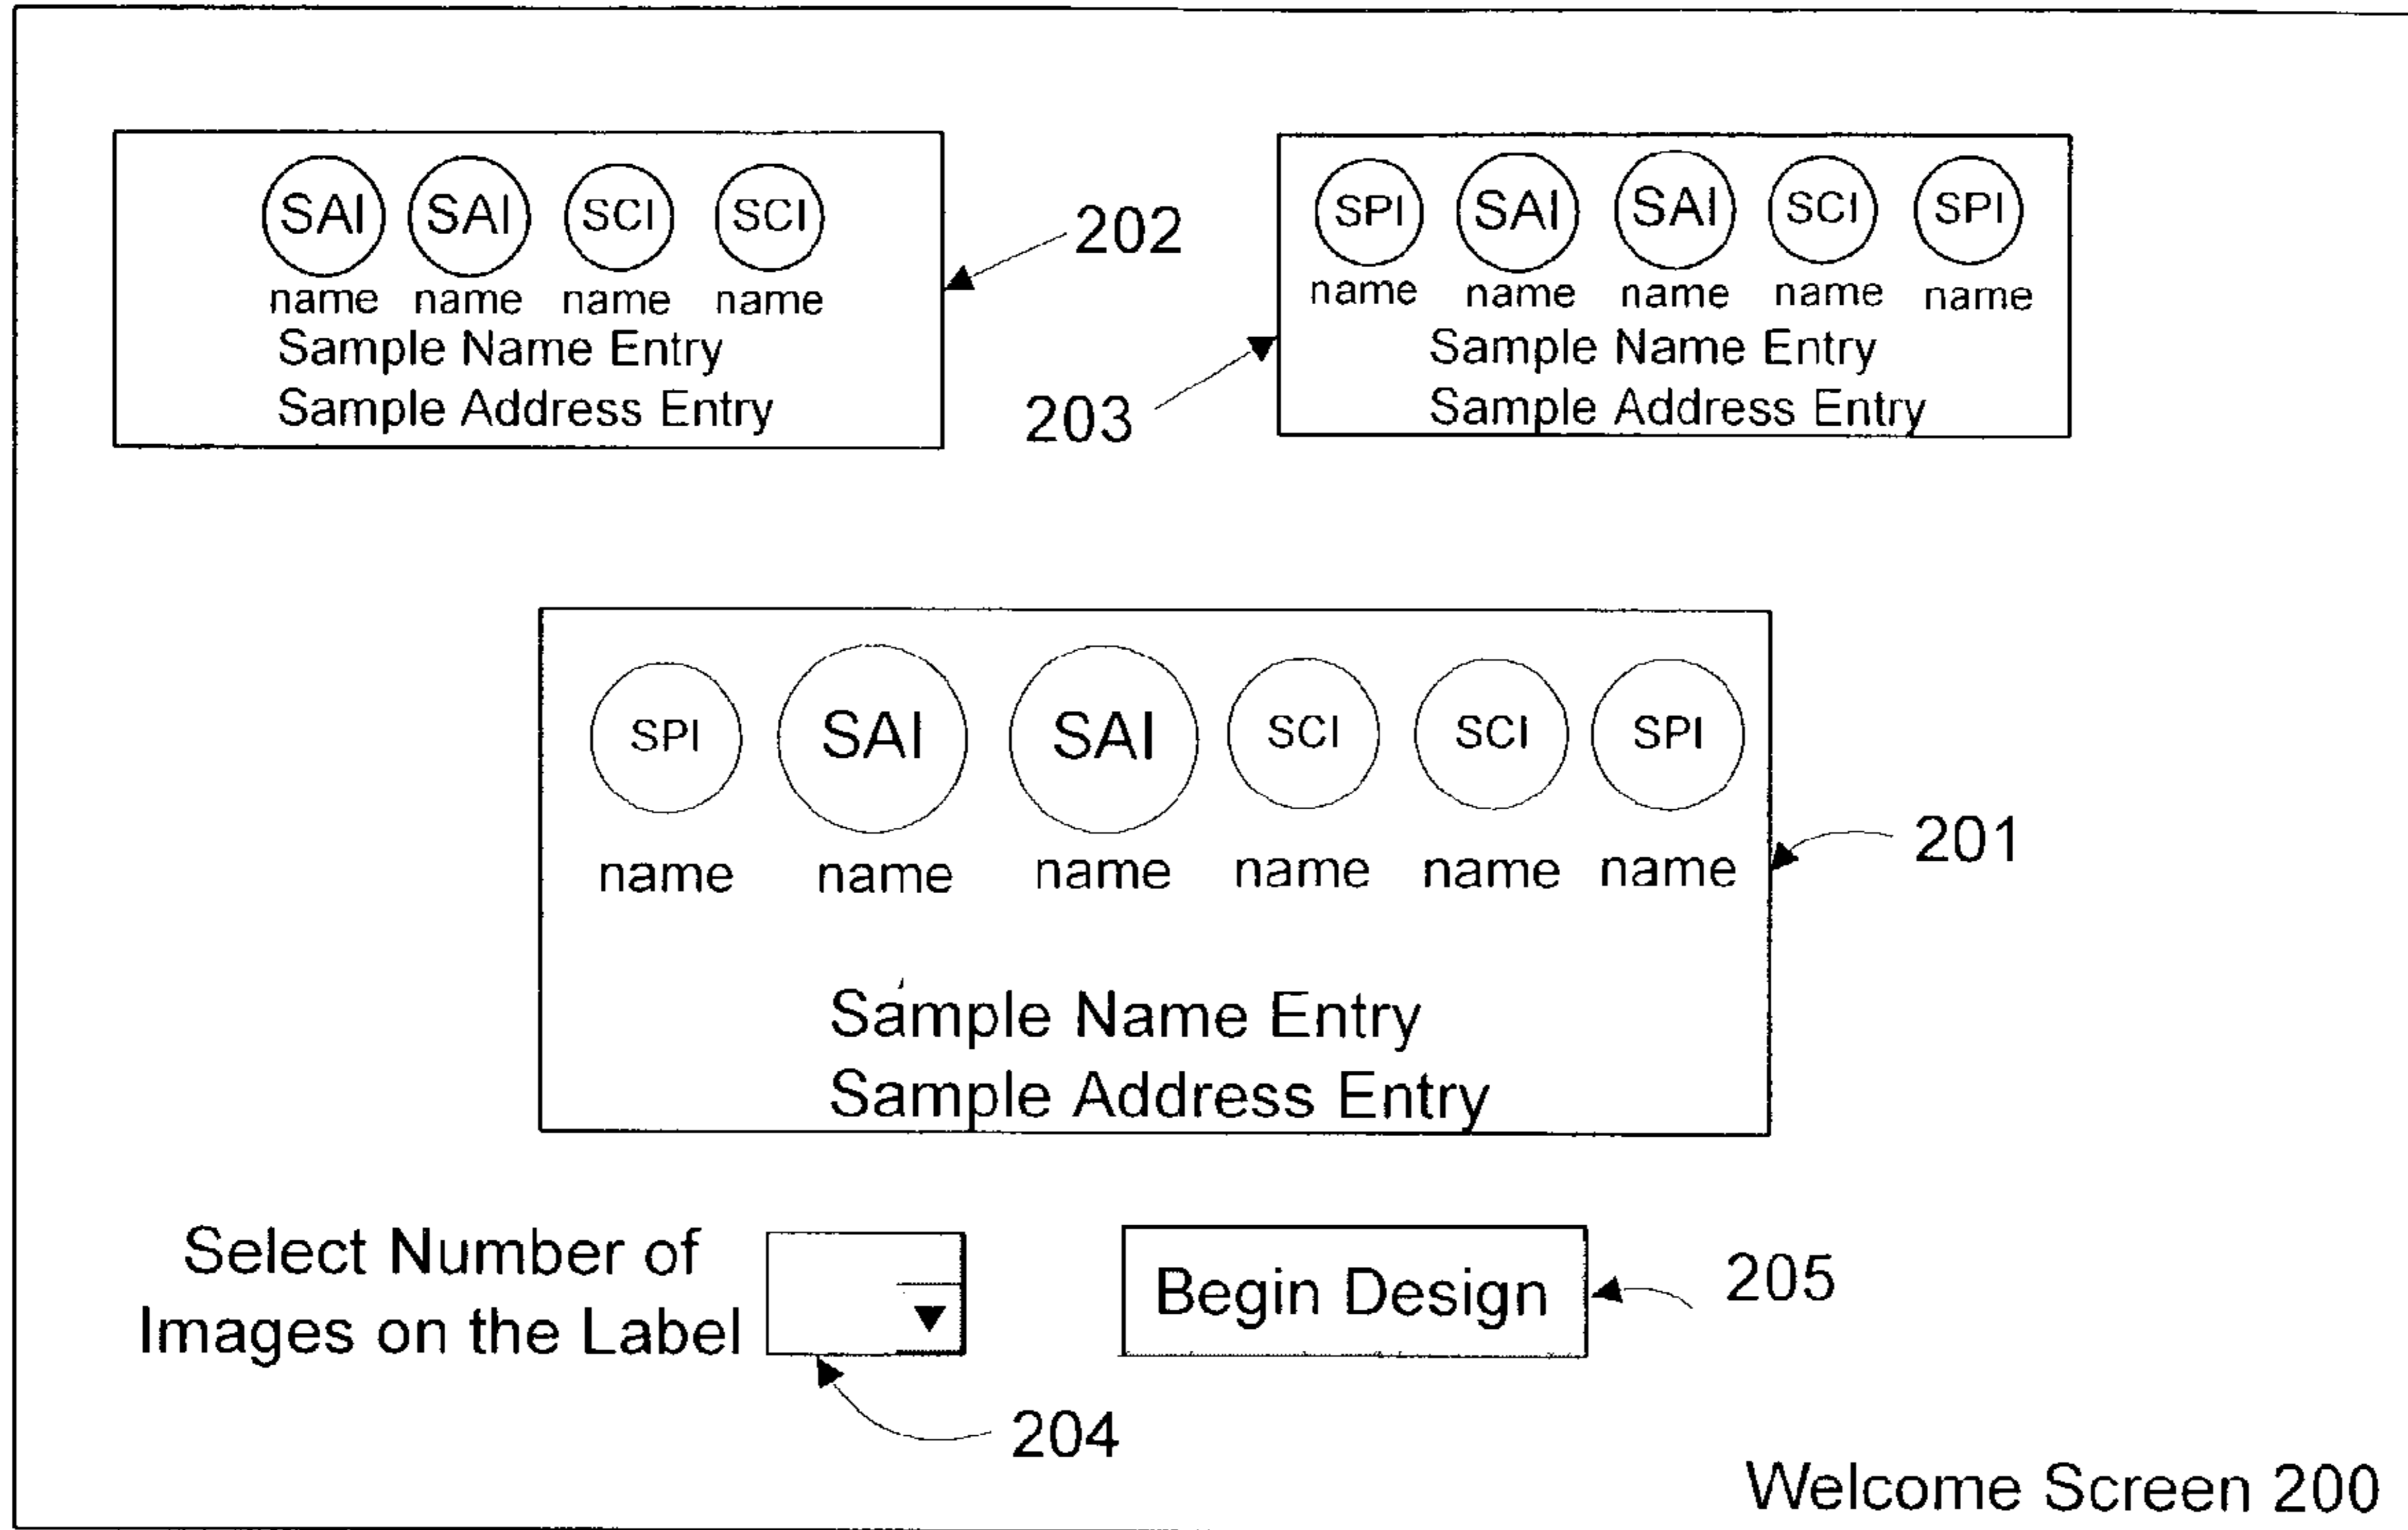 SAI SAI SCI SCI
name name name name
Sample Name Entry
Sample Address Entry
202
SPI SAI SAI SCI SPI
name name name name name
Sample Name Entry
Sample Address Entry
203
SPI SAI SAI SCI SCI SPI
name name name name name name
Sample Name Entry
Sample Address Entry
201
Select Number of
Images on the Label
204
Begin Design
205
Welcome Screen 200